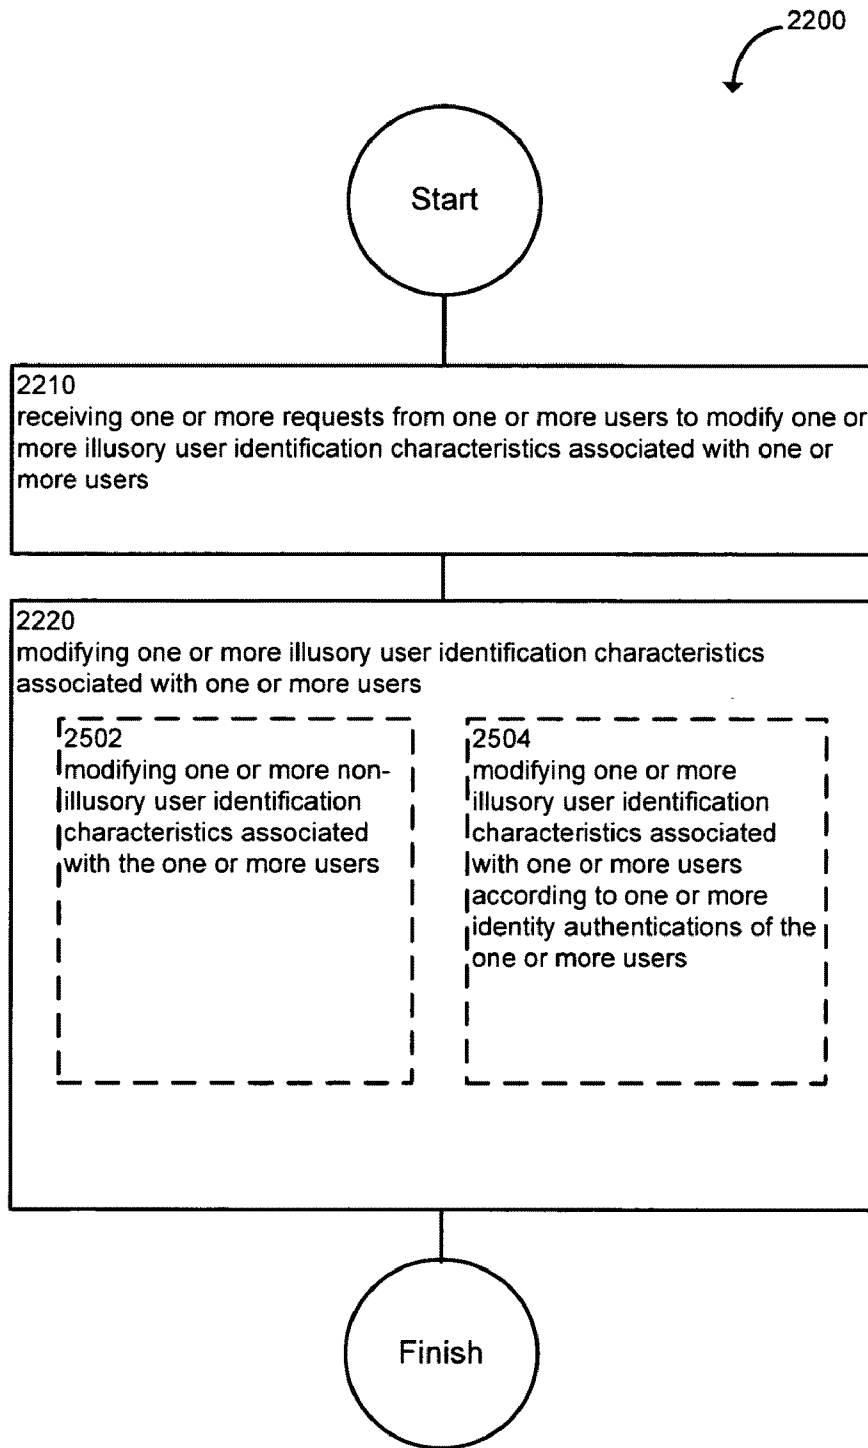 2200
Start
2210
receiving one or more requests from one or more users to modify one or
more illusory user identification characteristics associated with one or
more users
2220
modifying one or more illusory user identification characteristics
associated with one or more users
2502
modifying one or more non-
illusory user identification
characteristics associated
with the one or more users
2504
modifying one or more
illusory user identification
characteristics associated
with one or more users
according to one or more
identity authentications of the
one or more users
Finish